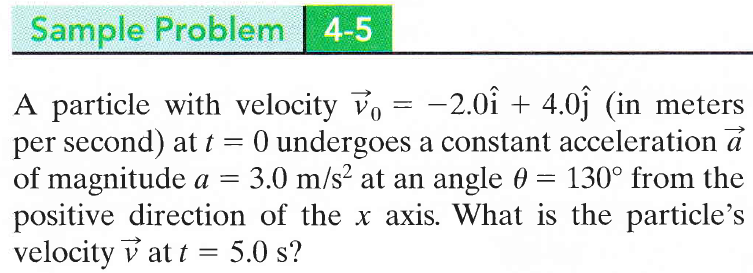 Sample Problem 4-5
A particle with velocity v⃗₀ = −2.0î + 4.0ĵ (in meters
per second) at t = 0 undergoes a constant acceleration a⃗
of magnitude a = 3.0 m/s² at an angle θ = 130° from the
positive direction of the x axis. What is the particle's
velocity v⃗ at t = 5.0 s?